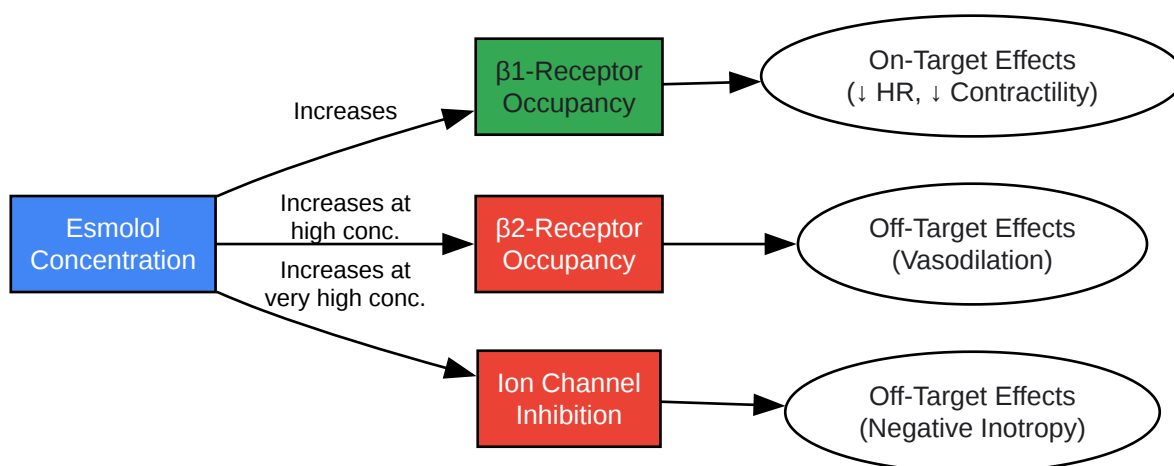 Esmolol
Concentration
Increases
β1-Receptor
Occupancy
On-Target Effects
(↓ HR, ↓ Contractility)
Increases at
high conc.
β2-Receptor
Occupancy
Off-Target Effects
(Vasodilation)
Increases at
very high conc.
Ion Channel
Inhibition
Off-Target Effects
(Negative Inotropy)